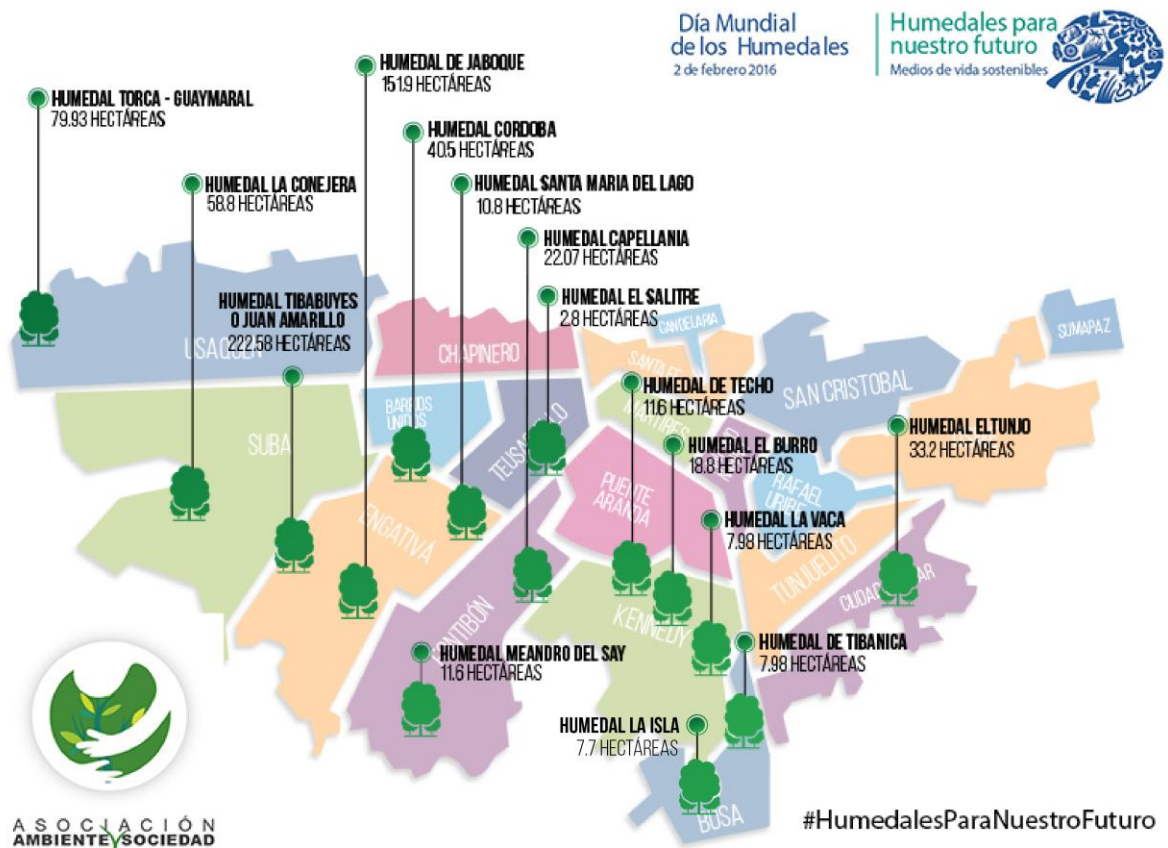 Día Mundial
de los Humedales
2 de febrero 2016
Humedales para
nuestro futuro
Medios de vida sostenibles
HUMEDAL DE JABOQUE
151.9 HECTÁREAS
HUMEDAL TORCA - GUAYMARAL
79.93 HECTÁREAS
HUMEDAL CORDOBA
40.5 HECTÁREAS
HUMEDAL LA CONEJERA
58.8 HECTÁREAS
HUMEDAL SANTA MARIA DEL LAGO
10.8 HECTÁREAS
HUMEDAL CAPELLANIA
22.07 HECTÁREAS
HUMEDAL TIBABUYES
O JUAN AMARILLO
222.58 HECTÁREAS
HUMEDAL EL SALITRE
2.8 HECTÁREAS
CANDELARIA
SUMAPAZ
USAQUEN
CHAPINERO
SANTA FE
SAN CRISTOBAL
HUMEDAL DE TECHO
11.6 HECTÁREAS
BARRIOS
UNIDOS
MARTIRES
TEUSAQUILLO
HUMEDAL EL BURRO
18.8 HECTÁREAS
HUMEDAL ELTUNJO
33.2 HECTÁREAS
SUBA
PUENTE
ARANDA
RAFAEL
URIBE
ENGATIVÁ
HUMEDAL LA VACA
7.98 HECTÁREAS
TUNJUELITO
FONTIBÓN
KENNEDY
HUMEDAL MEANDRO DEL SAY
11.6 HECTÁREAS
HUMEDAL DE TIBANICA
7.98 HECTÁREAS
HUMEDAL LA ISLA
7.7 HECTÁREAS
BOSA
ASOCIACIÓN
AMBIENTE Y SOCIEDAD
#HumedalesParaNuestroFuturo